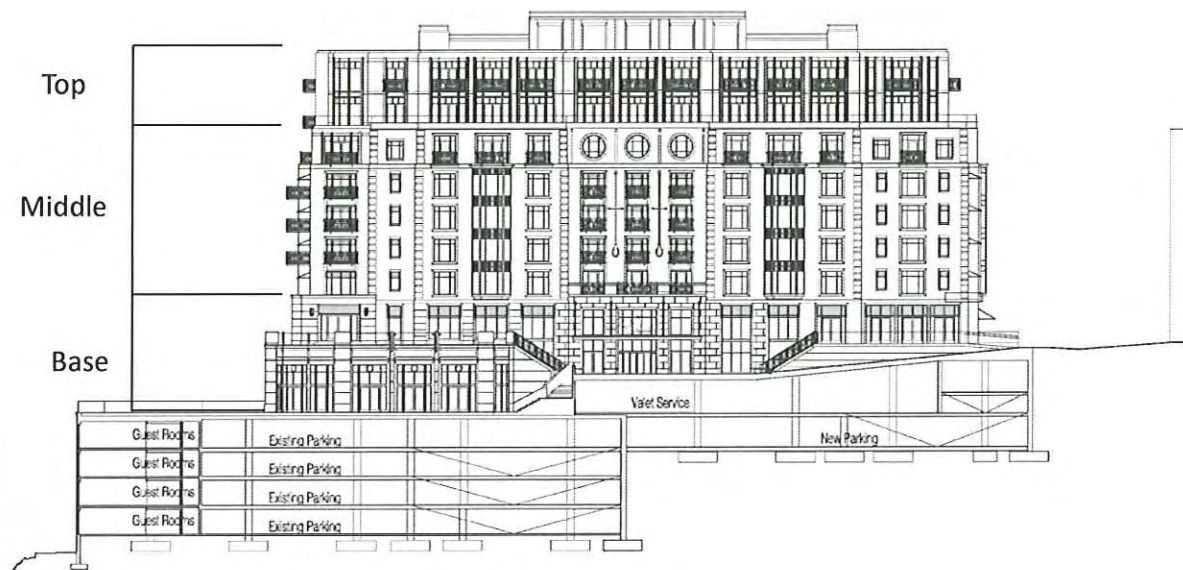 Top
Middle
Base
Valet Service
Guest Rooms Existing Parking New Parking
Guest Rooms Existing Parking
Guest Rooms Existing Parking
Guest Rooms Existing Parking